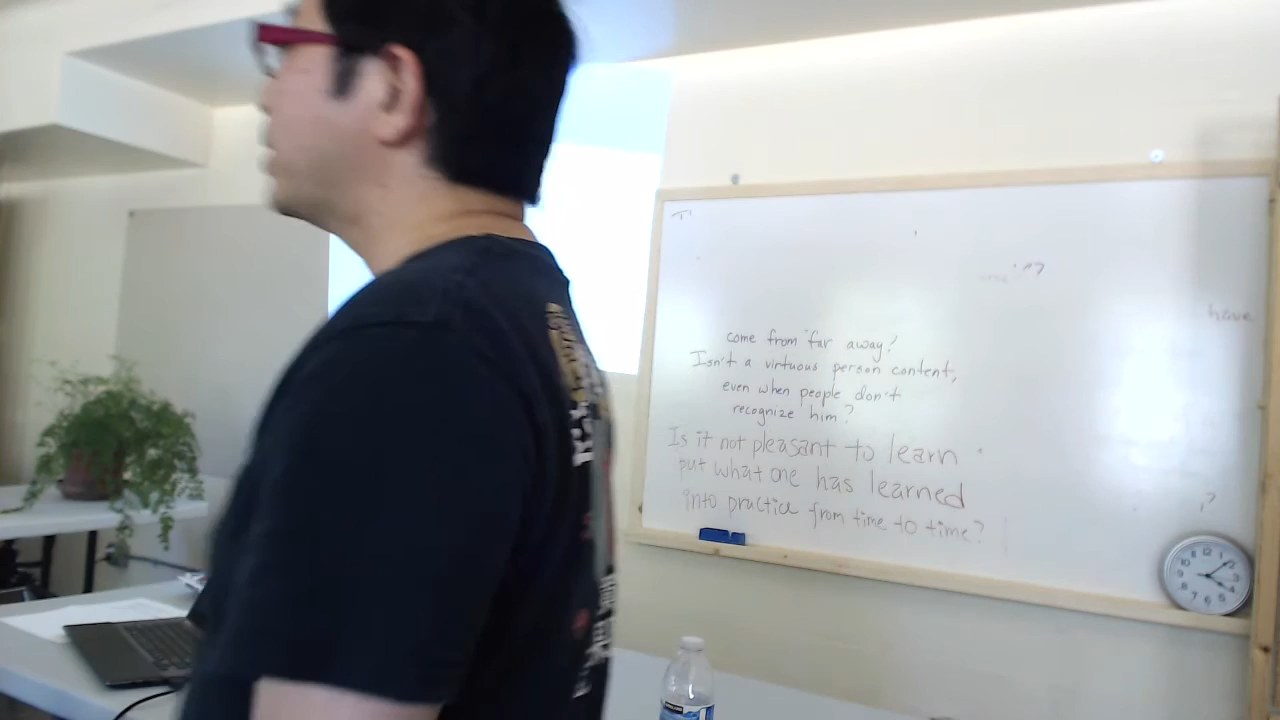 have
come from far away?
Isn't a virtuous person content,
even when people don't
recognize him?
Is it not pleasant to learn
put what one has learned
into practice from time to time?
?